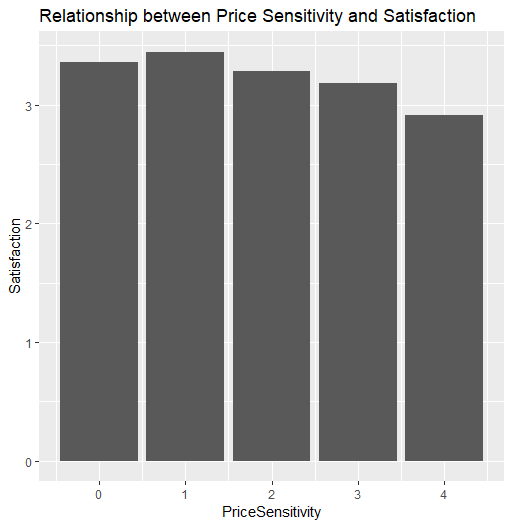 Relationship between Price Sensitivity and Satisfaction
3
2
1
0
Satisfaction
0 1 2 3 4
PriceSensitivity